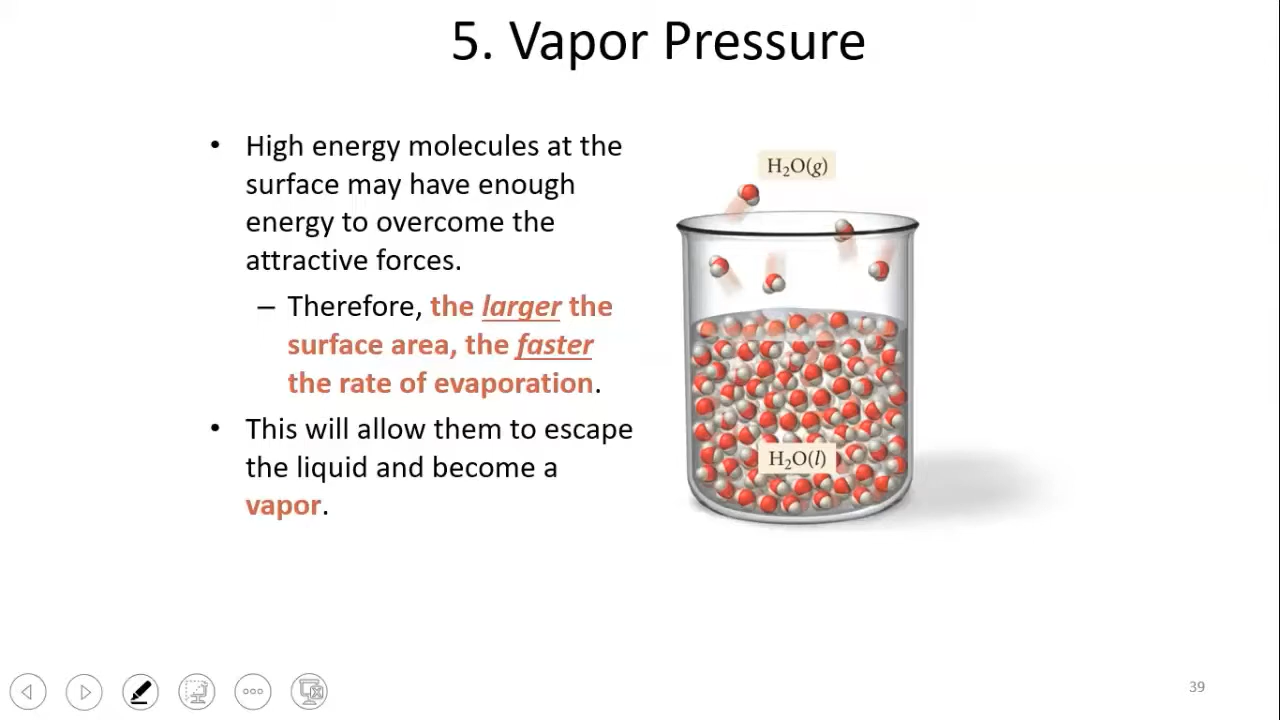 5. Vapor Pressure
• High energy molecules at the
surface may have enough
energy to overcome the
attractive forces.
– Therefore, the larger the
surface area, the faster
the rate of evaporation.
• This will allow them to escape
the liquid and become a
vapor.
H₂O(g)
H₂O(l)
39